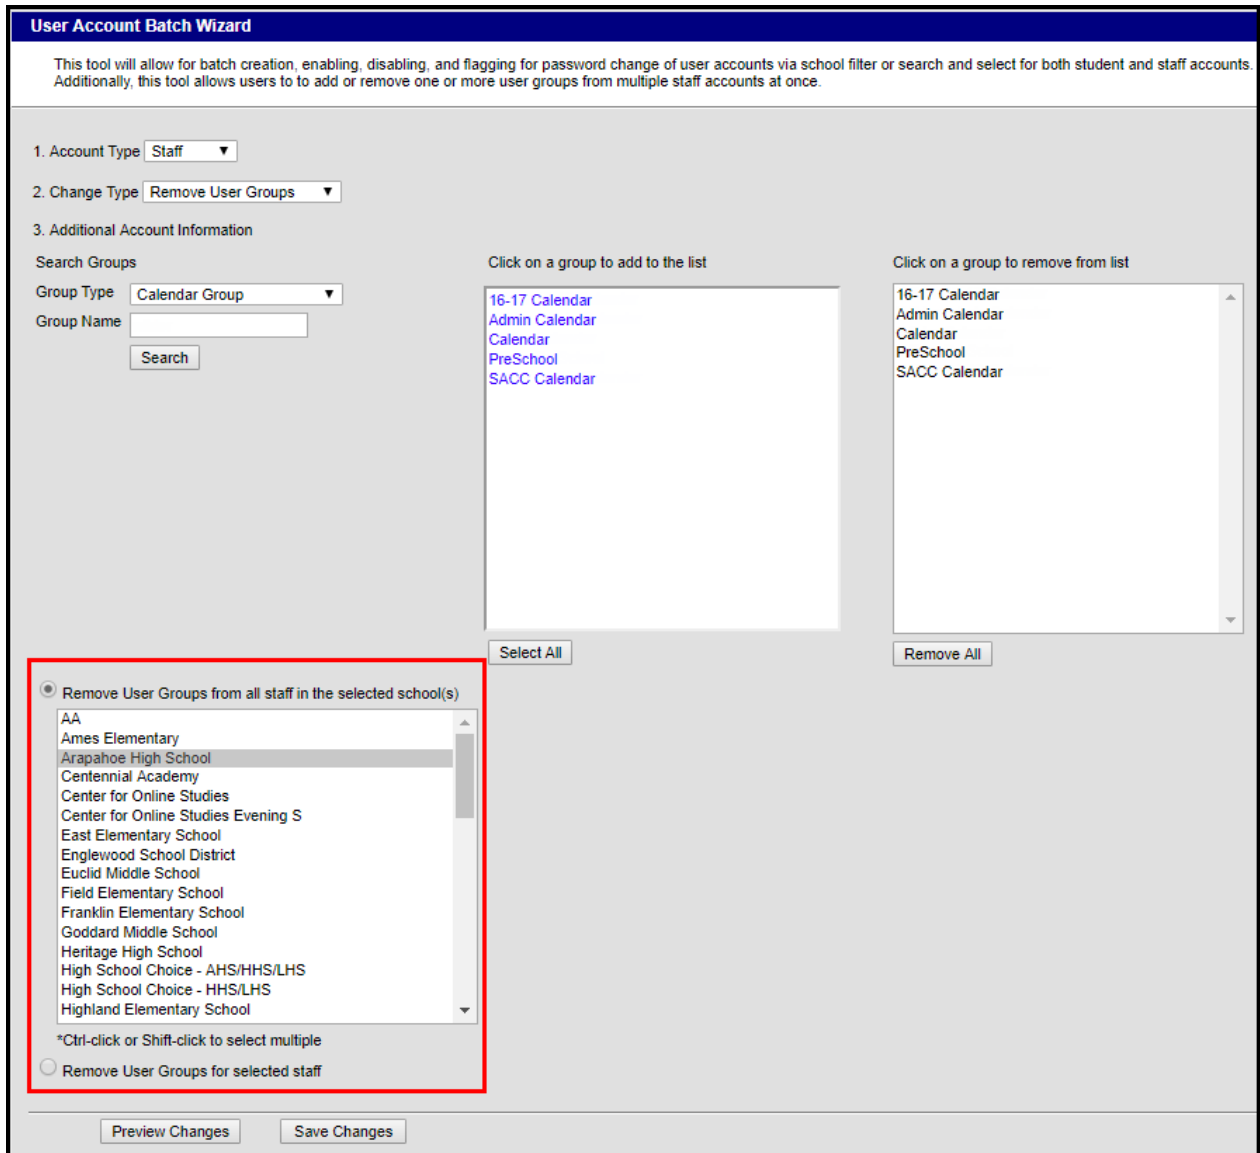 User Account Batch Wizard
This tool will allow for batch creation, enabling, disabling, and flagging for password change of user accounts via school filter or search and select for both student and staff accounts.
Additionally, this tool allows users to to add or remove one or more user groups from multiple staff accounts at once.
1. Account Type Staff
2. Change Type Remove User Groups
3. Additional Account Information
Search Groups
Group Type Calendar Group
Group Name
Search
Click on a group to add to the list
16-17 Calendar
Admin Calendar
Calendar
PreSchool
SACC Calendar
Select All
Click on a group to remove from list
16-17 Calendar
Admin Calendar
Calendar
PreSchool
SACC Calendar
Remove All
Remove User Groups from all staff in the selected school(s)
AA
Ames Elementary
Arapahoe High School
Centennial Academy
Center for Online Studies
Center for Online Studies Evening S
East Elementary School
Englewood School District
Euclid Middle School
Field Elementary School
Franklin Elementary School
Goddard Middle School
Heritage High School
High School Choice - AHS/HHS/LHS
High School Choice - HHS/LHS
Highland Elementary School
*Ctrl-click or Shift-click to select multiple
Remove User Groups for selected staff
Preview Changes Save Changes